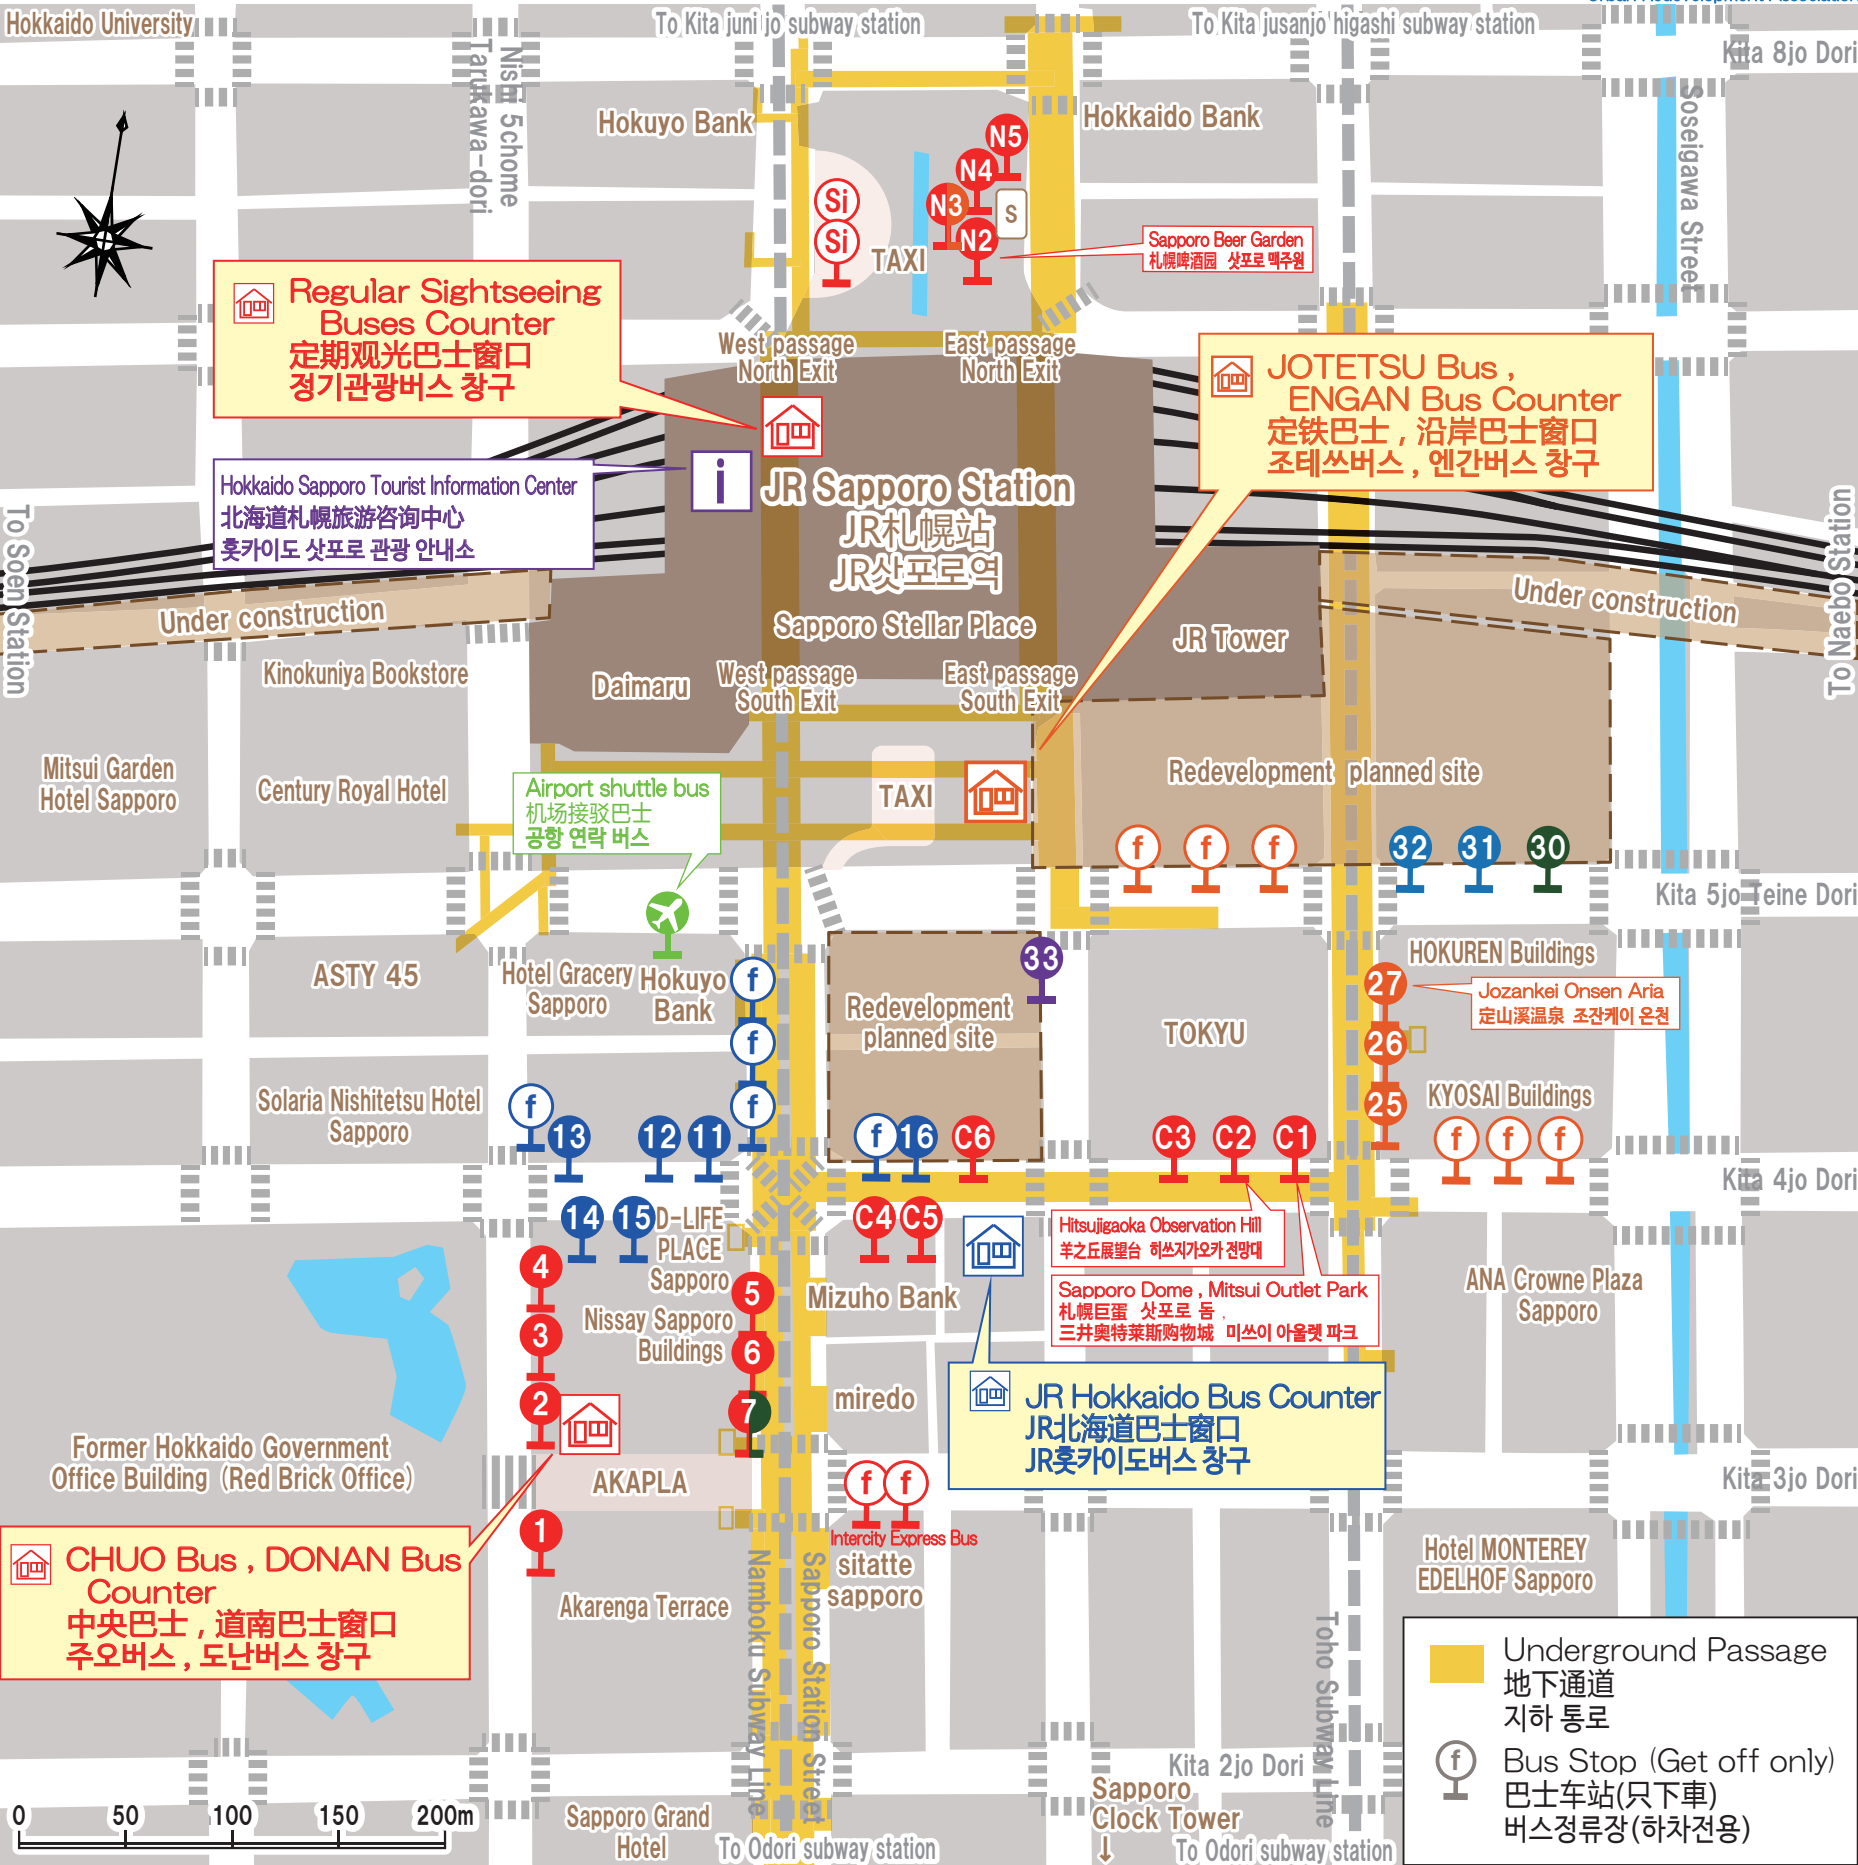 Hokkaido University
To Kita juni jo subway station
To Kita jusanjo higashi subway station
Kita 8jo Dori
Nishi 5chome
Tarukawa-dori
Soseigawa Street
Hokuyo Bank
Hokkaido Bank
N5
N4
N3
N2
S
Si
Si
TAXI
Sapporo Beer Garden
札幌啤酒园 삿포로 맥주원
Regular Sightseeing
Buses Counter
定期观光巴士窗口
정기관광버스 창구
West passage
North Exit
East passage
North Exit
JOTETSU Bus ,
ENGAN Bus Counter
定铁巴士 , 沿岸巴士窗口
조테쓰버스 , 엔간버스 창구
Hokkaido Sapporo Tourist Information Center
北海道札幌旅游咨询中心
홋카이도 삿포로 관광 안내소
i
JR Sapporo Station
JR札幌站
JR삿포로역
To Soen Station
To Naebo Station
Under construction
Under construction
Sapporo Stellar Place
JR Tower
Kinokuniya Bookstore
Daimaru
West passage
South Exit
East passage
South Exit
Mitsui Garden
Hotel Sapporo
Century Royal Hotel
Airport shuttle bus
机场接驳巴士
공항 연락 버스
TAXI
Redevelopment planned site
f
f
f
32
31
30
Kita 5jo Teine Dori
ASTY 45
Hotel Gracery
Sapporo
Hokuyo
Bank
f
f
f
Redevelopment
planned site
33
TOKYU
HOKUREN Buildings
27
26
25
Jozankei Onsen Aria
定山溪温泉 조잔케이 온천
KYOSAI Buildings
f
f
f
Solaria Nishitetsu Hotel
Sapporo
f
13
12
11
f
16
C6
C3
C2
C1
Kita 4jo Dori
14
15
D-LIFE
PLACE
Sapporo
C4
C5
Hitsujigaoka Observation Hill
羊之丘展望台 히쓰지가오카 전망대
Sapporo Dome , Mitsui Outlet Park
札幌巨蛋 삿포로 돔 ,
三井奥特莱斯购物城 미쓰이 아울렛 파크
ANA Crowne Plaza
Sapporo
4
3
2
1
5
6
7
Nissay Sapporo
Buildings
Mizuho Bank
miredo
JR Hokkaido Bus Counter
JR北海道巴士窗口
JR홋카이도버스 창구
Former Hokkaido Government
Office Building (Red Brick Office)
AKAPLA
f
f
Intercity Express Bus
sitatte
sapporo
Kita 3jo Dori
CHUO Bus , DONAN Bus
Counter
中央巴士 , 道南巴士窗口
주오버스 , 도난버스 창구
Akarenga Terrace
Namboku Subway Line
Sapporo Station Street
Toho Subway Line
Hotel MONTEREY
EDELHOF Sapporo
Underground Passage
地下通道
지하 통로
f
Bus Stop (Get off only)
巴士车站(只下車)
버스정류장(하차전용)
Kita 2jo Dori
Sapporo
Clock Tower
↓
0
50
100
150
200m
Sapporo Grand
Hotel
To Odori subway station
To Odori subway station